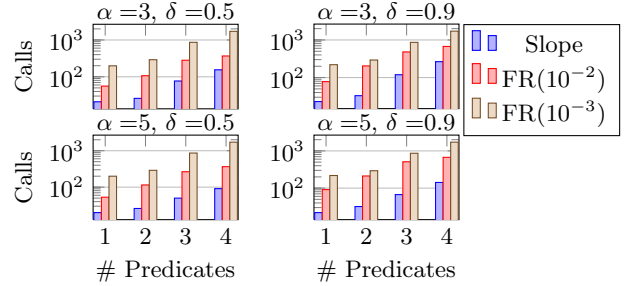 α =3, δ =0.5
α =3, δ =0.9
Calls
10³
10²
10³
10²
Slope
FR(10⁻²)
FR(10⁻³)
α =5, δ =0.5
α =5, δ =0.9
Calls
10³
10²
10³
10²
1 2 3 4
1 2 3 4
# Predicates
# Predicates